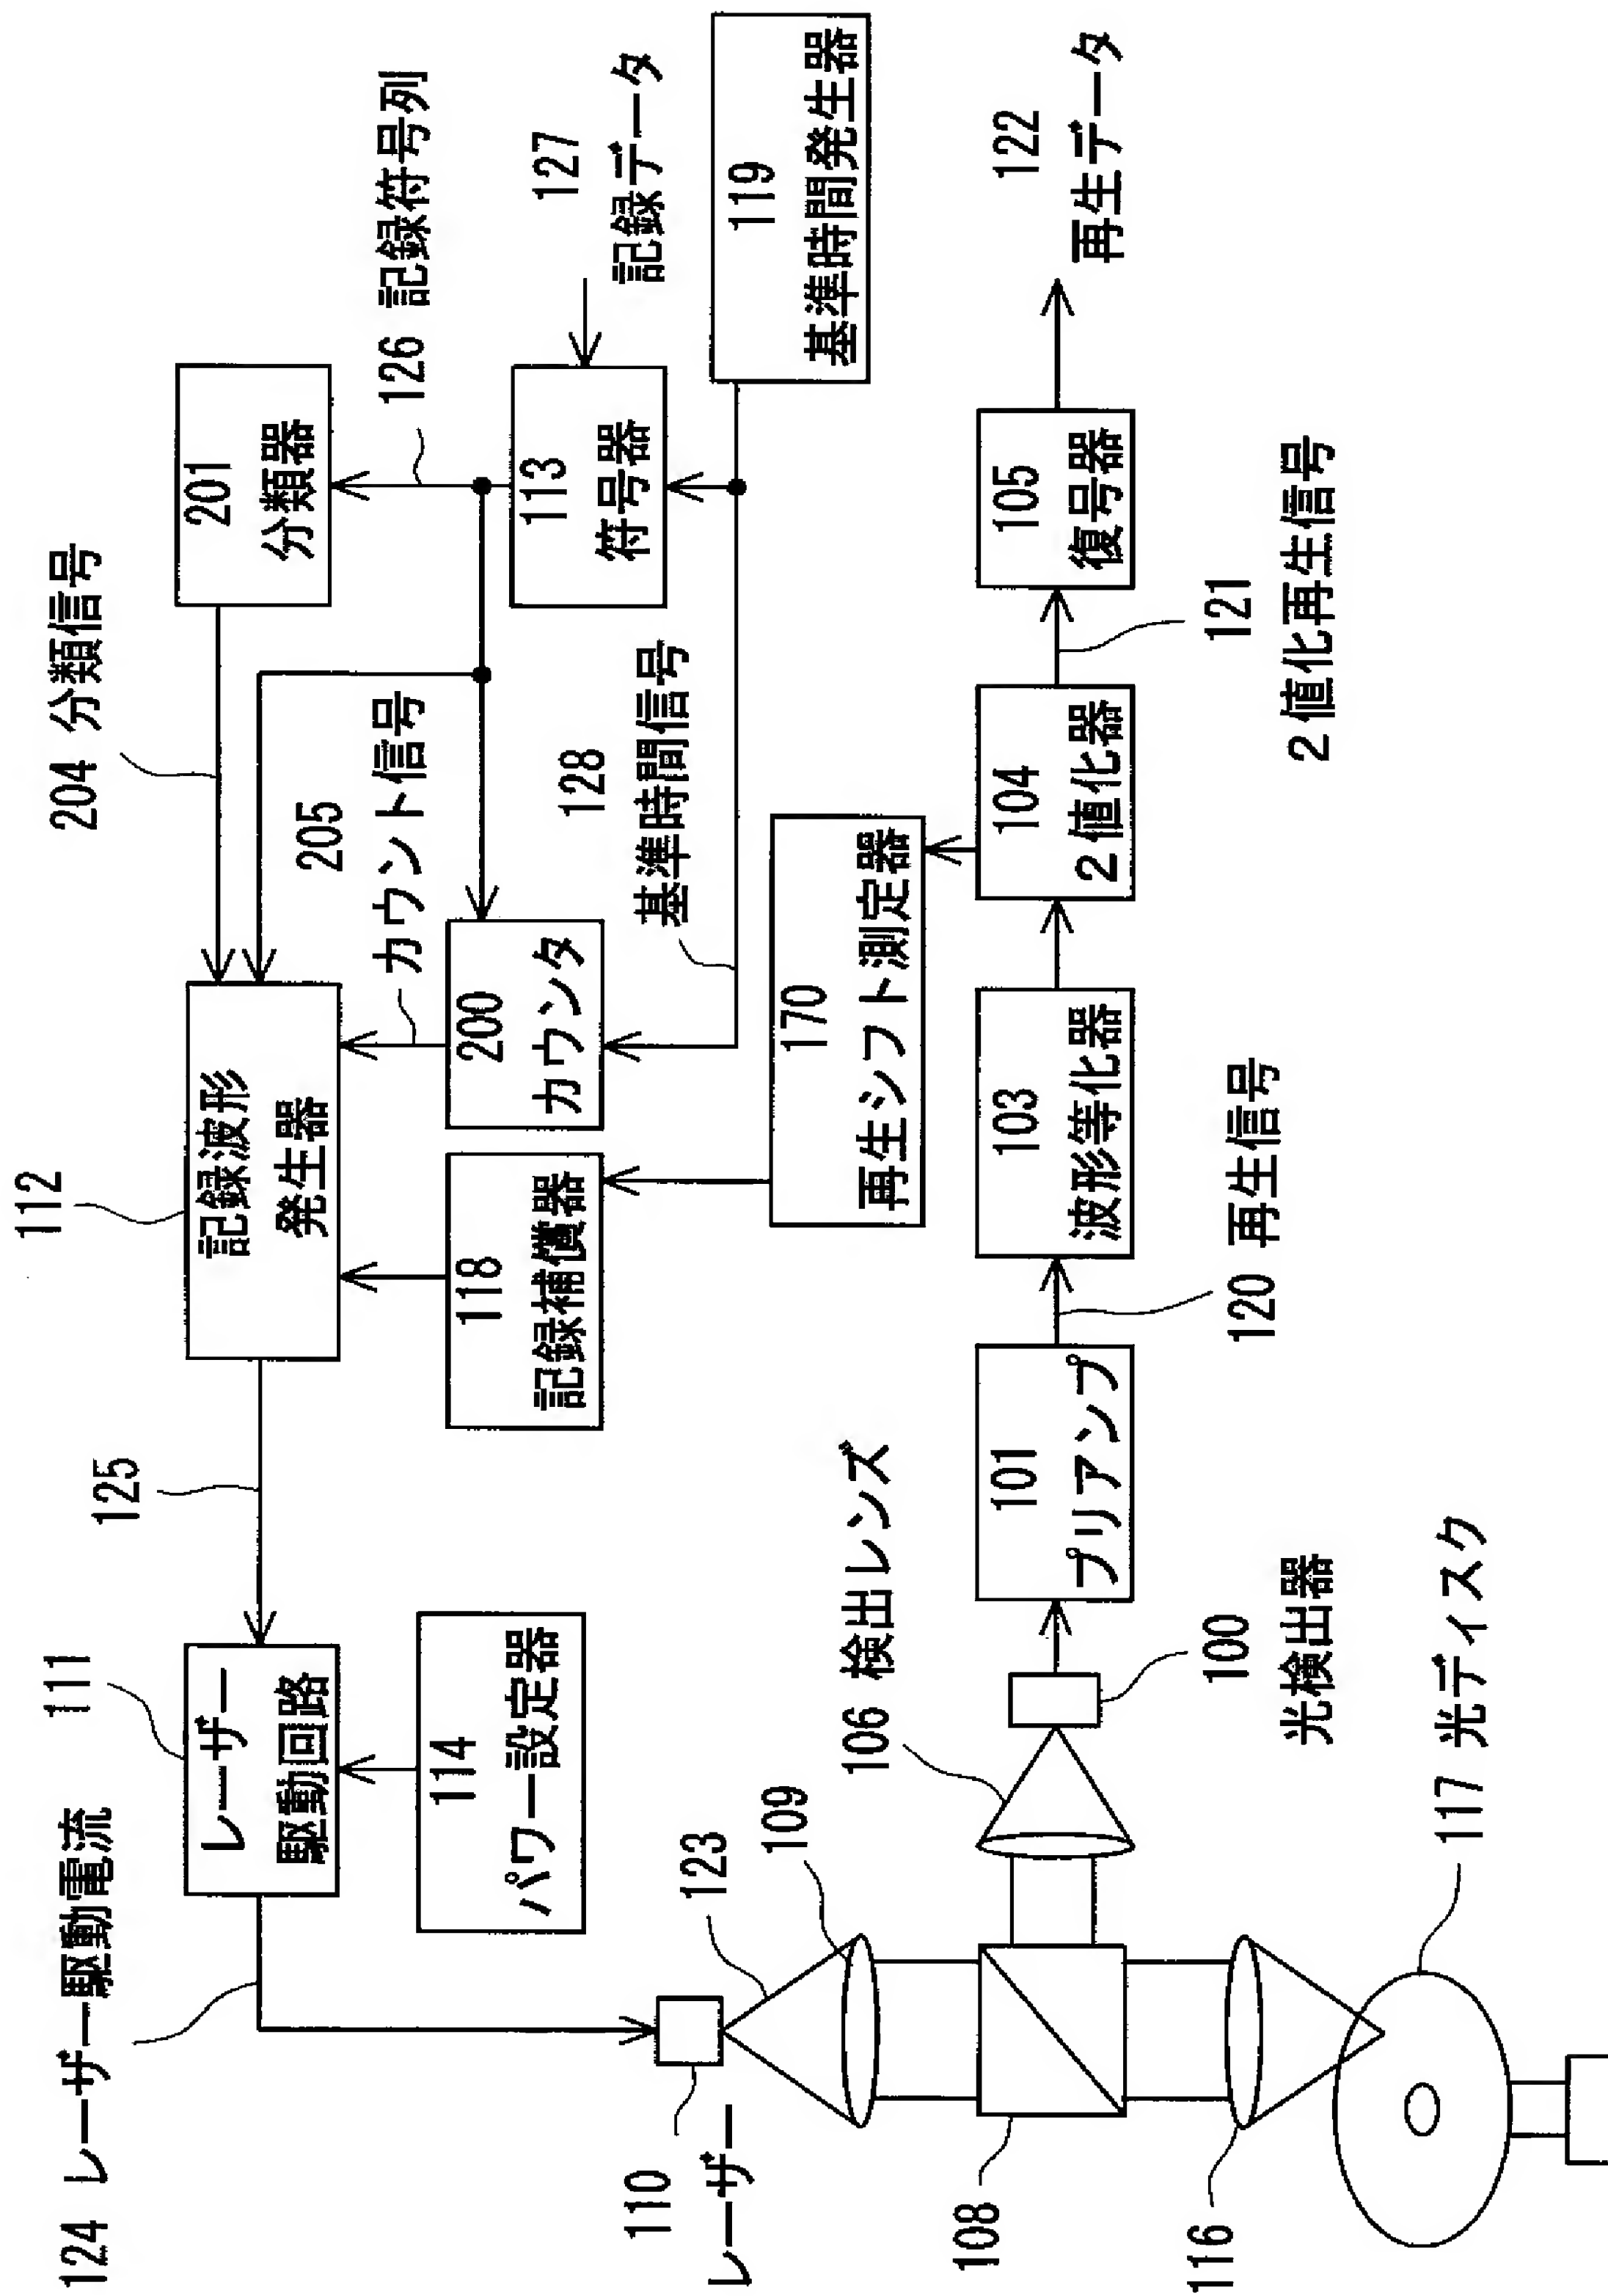 124 レーザー駆動電流
111
レーザー
駆動回路
125
112
記録波形
発生器
204 分類信号
201
分類器
126 記録符号列
205
カウント信号
114
パワー設定器
118
記録補償器
200
カウンタ
113
符号器
127
記録データ
128
基準時間信号
119
基準時間発生器
110
レーザー
123
109
106 検出レンズ
170
再生シフト測定器
108
101
プリアンプ
103
波形等化器
104
2値化器
105
復号器
122
再生データ
116
100
光検出器
120 再生信号
121
2値化再生信号
117 光ディスク